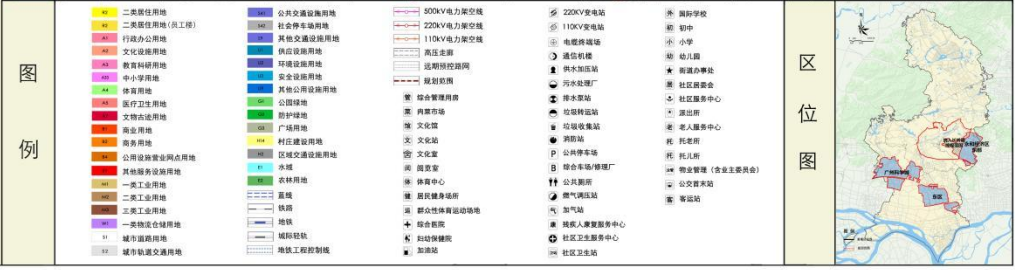 图例
R2 二类居住用地
R2 二类居住用地(员工楼)
A1 行政办公用地
A2 文化设施用地
A3 教育科研用地
A33 中小学用地
A4 体育用地
A5 医疗卫生用地
文物古迹用地
B1 商业用地
B2 商务用地
B4 公用设施营业网点用地
其他服务设施用地
M1 一类工业用地
M2 二类工业用地
M3 三类工业用地
W1 一类物流仓储用地
S1 城市道路用地
S2 城市轨道交通用地
S41 公共交通设施用地
S42 社会停车场用地
其他交通设施用地
供应设施用地
环境设施用地
安全设施用地
其他公用设施用地
G1 公园绿地
G2 防护绿地
G3 广场用地
H14 村庄建设用地
H2 区域交通设施用地
E1 水域
E2 农林用地
蓝线
铁路
地铁
城际轻轨
地铁工程控制线
500kV电力架空线
220kV电力架空线
110kV电力架空线
高压走廊
远期预控路网
规划范围
管 综合管理用房
肉菜市场
馆 文化馆
文化站
文化室
阅览室
体 体育中心
健 居民健身场所
群众性体育运动场地
综合医院
妇幼保健院
加油站
220KV变电站
110KV变电站
电缆终端场
通信机楼
供水加压站
污水处理厂
排水泵站
垃圾转运站
垃圾收集站
消防站
P 公共停车场
B 综合车场/修理厂
公共厕所
燃气调压站
加气站
残疾人康复服务中心
社区卫生服务中心
社区卫生站
外 国际学校
初 初中
小 小学
幼 幼儿园
街道办事处
居 社区居委会
社区服务中心
派出所
老 老人服务中心
托 托老所
托 托儿所
物业管理(含业主委员会)
公交首末站
客 客运站
区位图
永和经济区
广州科学城
东区